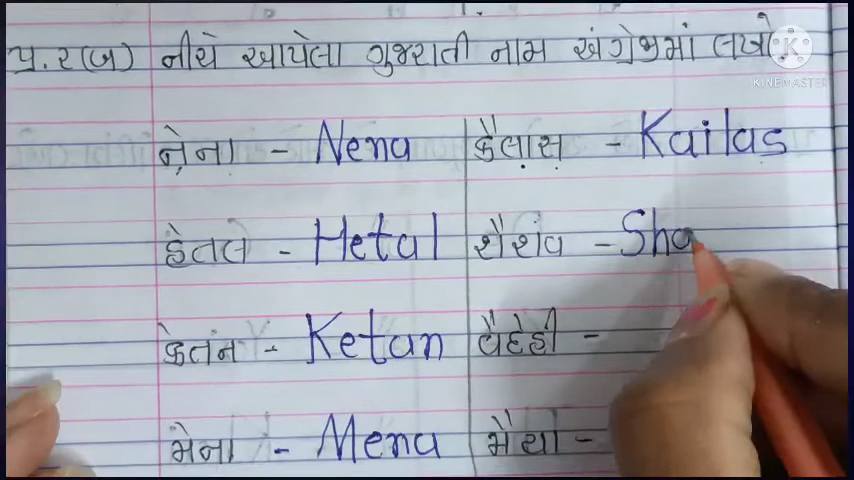 પ્ર.૨(બ) નીચે આપેલા ગુજરાતી નામ અંગ્રેજીમાં લખો.
K
KINEMASTER
નેના - Nena કૈલાસ - Kailas
હેતલ - Hetal શૈશવ - Sha
કેતન - Ketan વૈદેહી -
મેના - Mena મૈયા -